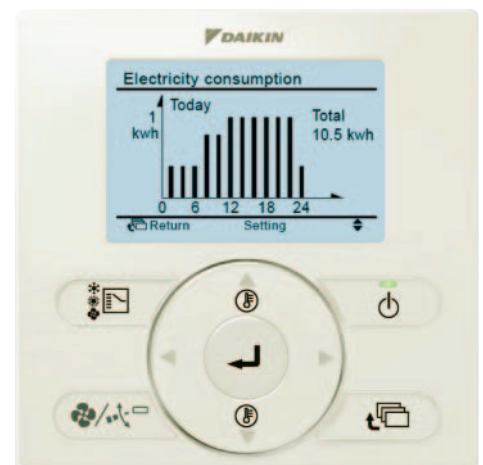 DAIKIN
Electricity consumption
Today
1
kwh
Total
10.5 kwh
0 6 12 18 24
Return Setting